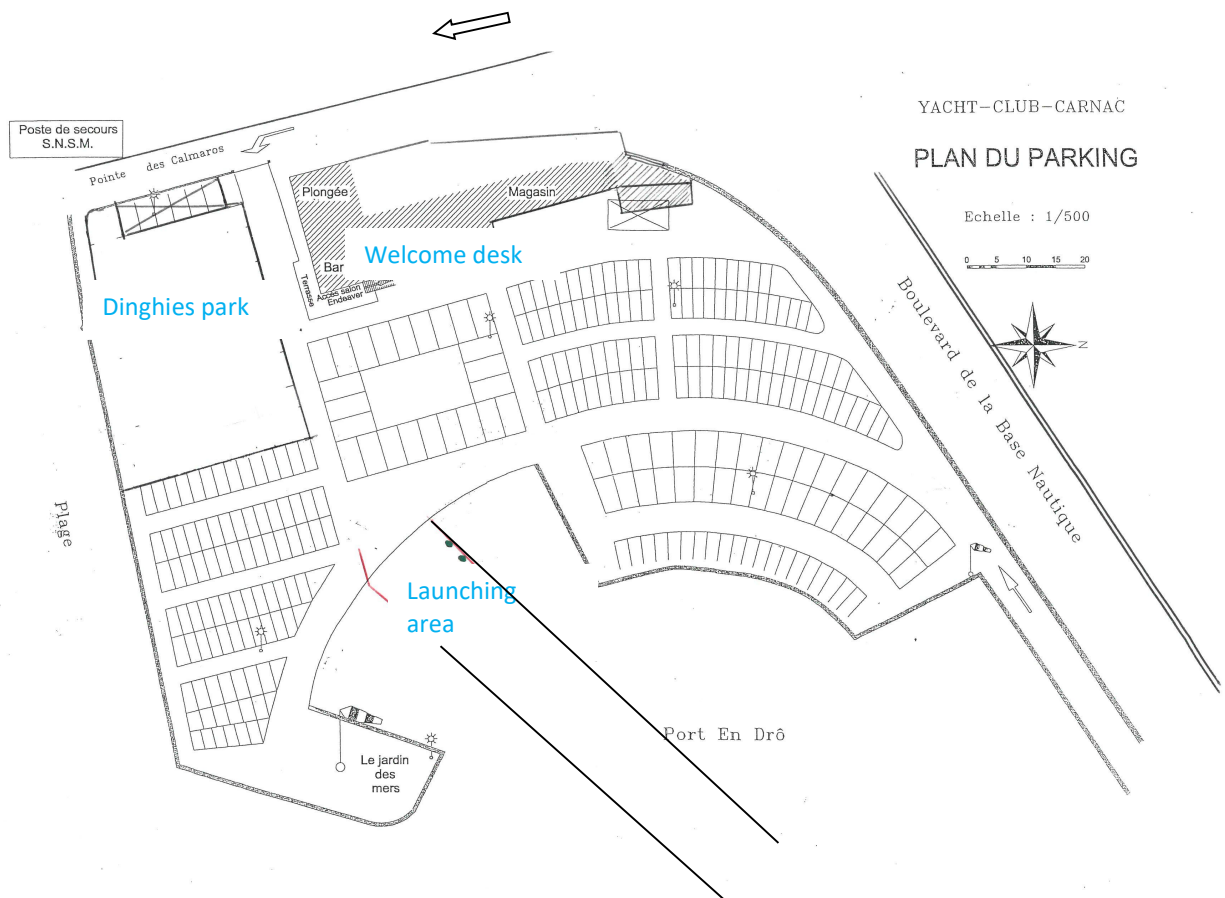 YACHT-CLUB-CARNAC
PLAN DU PARKING
Echelle : 1/500
0 5 10 15 20
Poste de secours
S.N.S.M.
Pointe des Calmaros
Plongée
Magasin
Welcome desk
Bar
Terrasse
Accès salon
Endeaver
Dinghies park
N
Boulevard de la Base Nautique
Plage
Launching
area
Port En Drô
Le jardin
des
mers